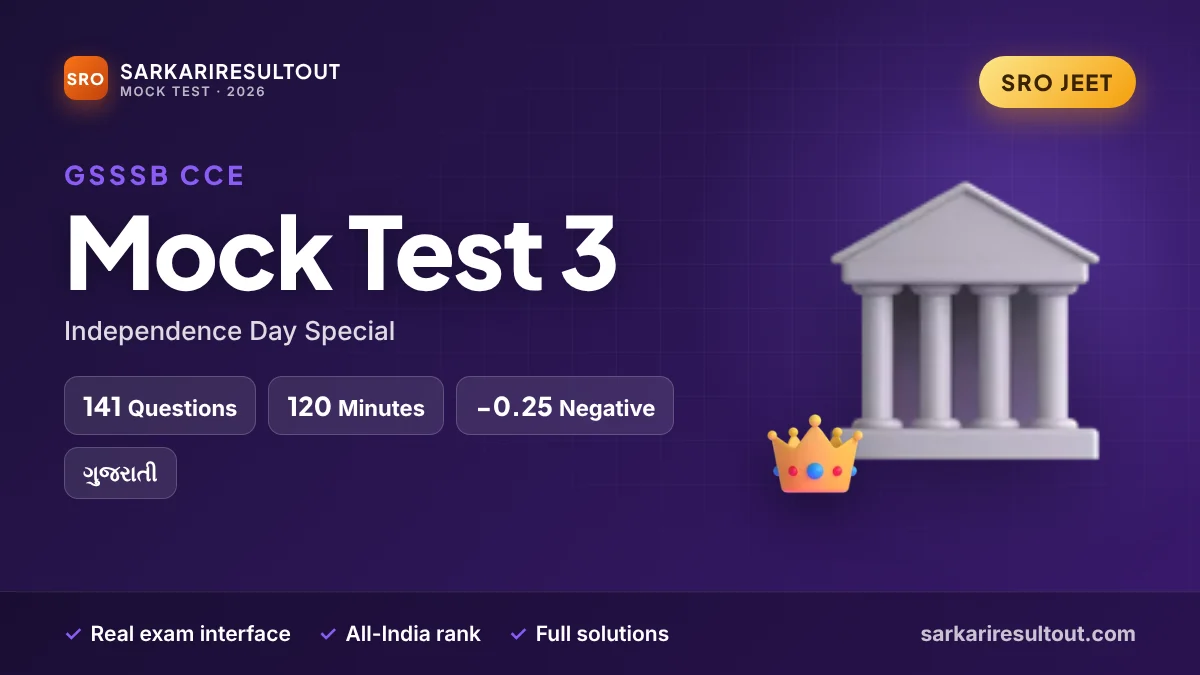 SRO
SARKARIRESULTOUT
MOCK TEST · 2026
SRO JEET
GSSSB CCE
Mock Test 3
Independence Day Special
141 Questions
120 Minutes
−0.25 Negative
ગુજરાતી
✓ Real exam interface
✓ All-India rank
✓ Full solutions
sarkariresultout.com